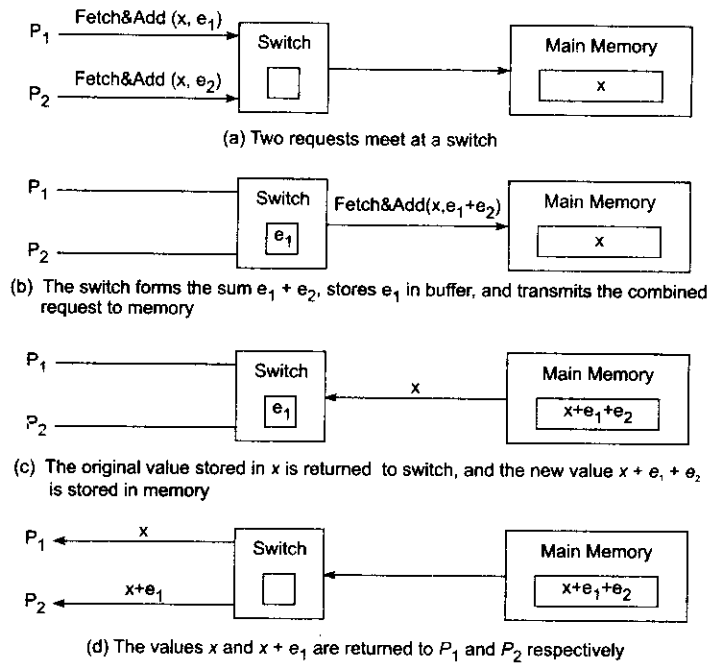 P₁ Fetch&Add (x, e₁) Switch Main Memory
P₂ Fetch&Add (x, e₂) x
(a) Two requests meet at a switch
P₁ Switch Fetch&Add(x,e₁+e₂) Main Memory
P₂ e₁ x
(b) The switch forms the sum e₁ + e₂, stores e₁ in buffer, and transmits the combined
request to memory
P₁ Switch x Main Memory
P₂ e₁ x+e₁+e₂
(c) The original value stored in x is returned to switch, and the new value x + e₁ + e₂
is stored in memory
P₁ x Switch Main Memory
P₂ x+e₁ x+e₁+e₂
(d) The values x and x + e₁ are returned to P₁ and P₂ respectively